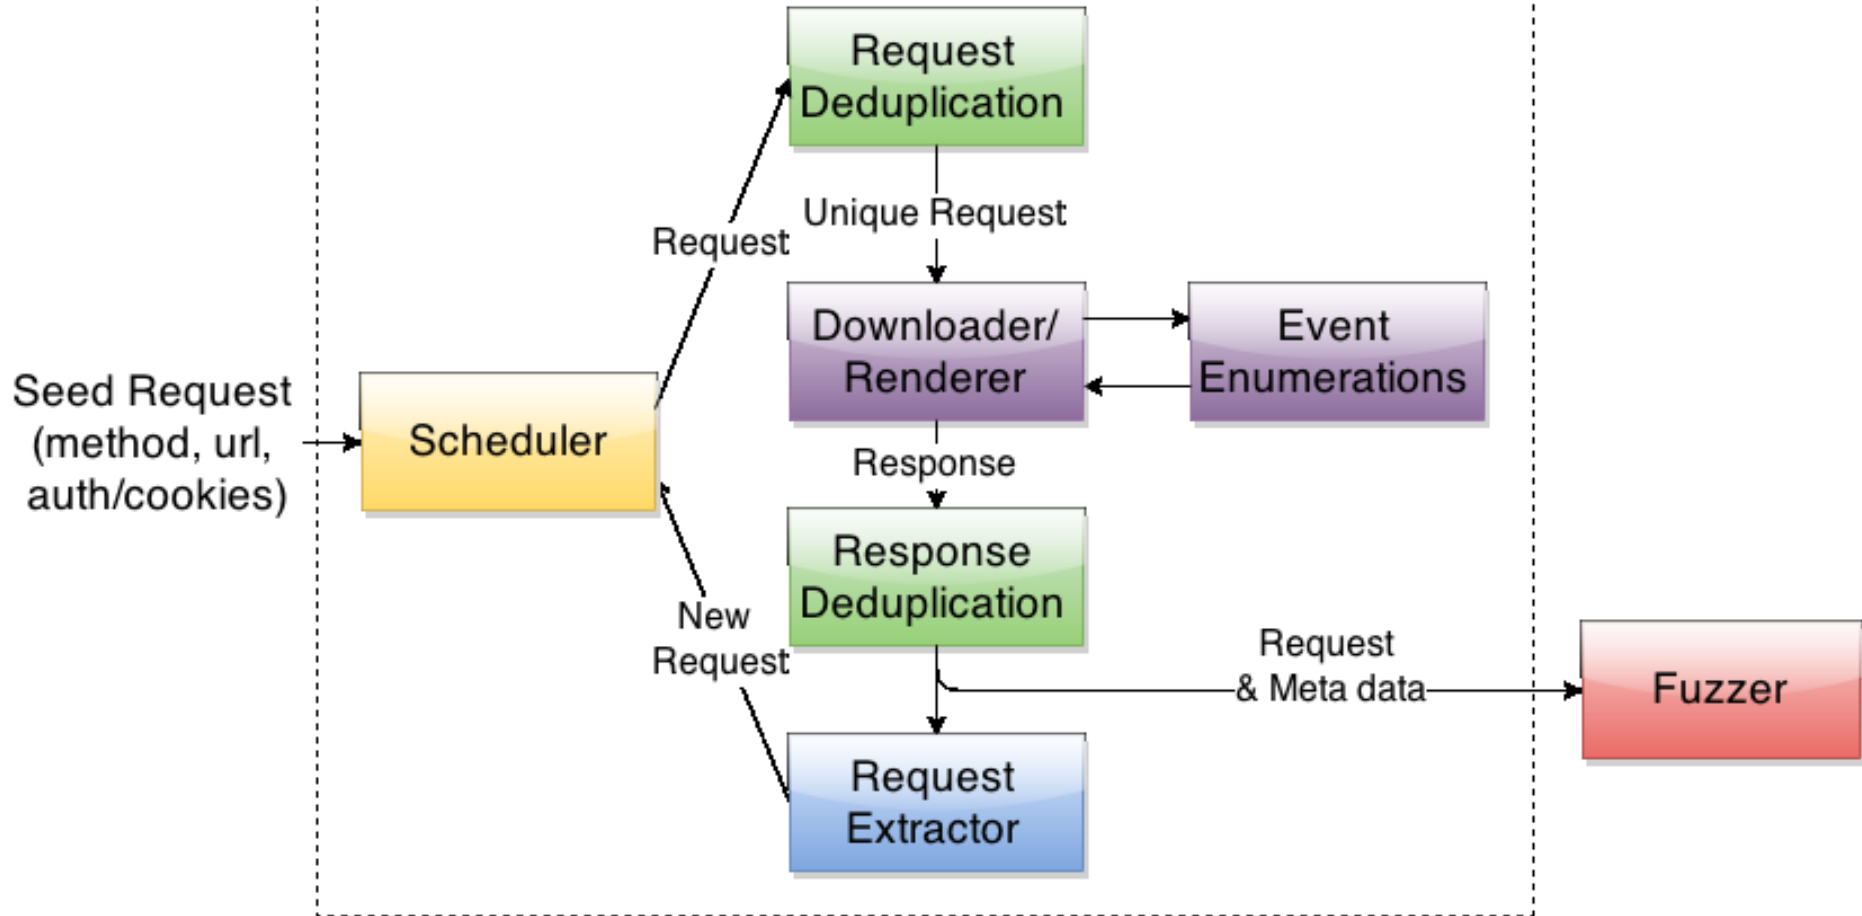 Request
Deduplication
Unique Request
Request
Downloader/
Renderer
Event
Enumerations
Seed Request
(method, url,
auth/cookies)
Scheduler
Response
Response
Deduplication
New
Request
Request
& Meta data
Fuzzer
Request
Extractor